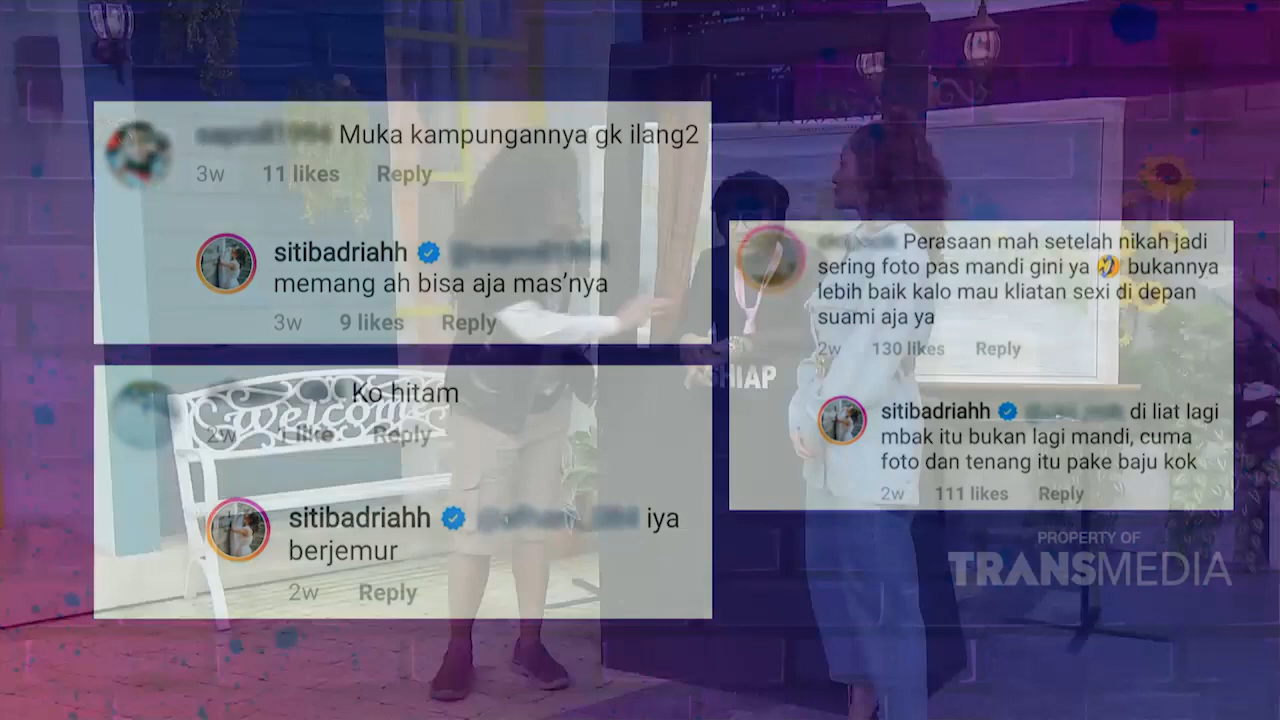 Muka kampungannya gk ilang2
3w 11 likes Reply
sitibadriahh
memang ah bisa aja mas'nya
3w 9 likes Reply
Ko hitam
2w 1 like Reply
sitibadriahh iya
berjemur
2w Reply
Welcome
Perasaan mah setelah nikah jadi
sering foto pas mandi gini ya 🤣 bukannya
lebih baik kalo mau kliatan sexi di depan
suami aja ya
2w 130 likes Reply
sitibadriahh di liat lagi
mbak itu bukan lagi mandi, cuma
foto dan tenang itu pake baju kok
2w 111 likes Reply
PROPERTY OF
TRANSMEDIA